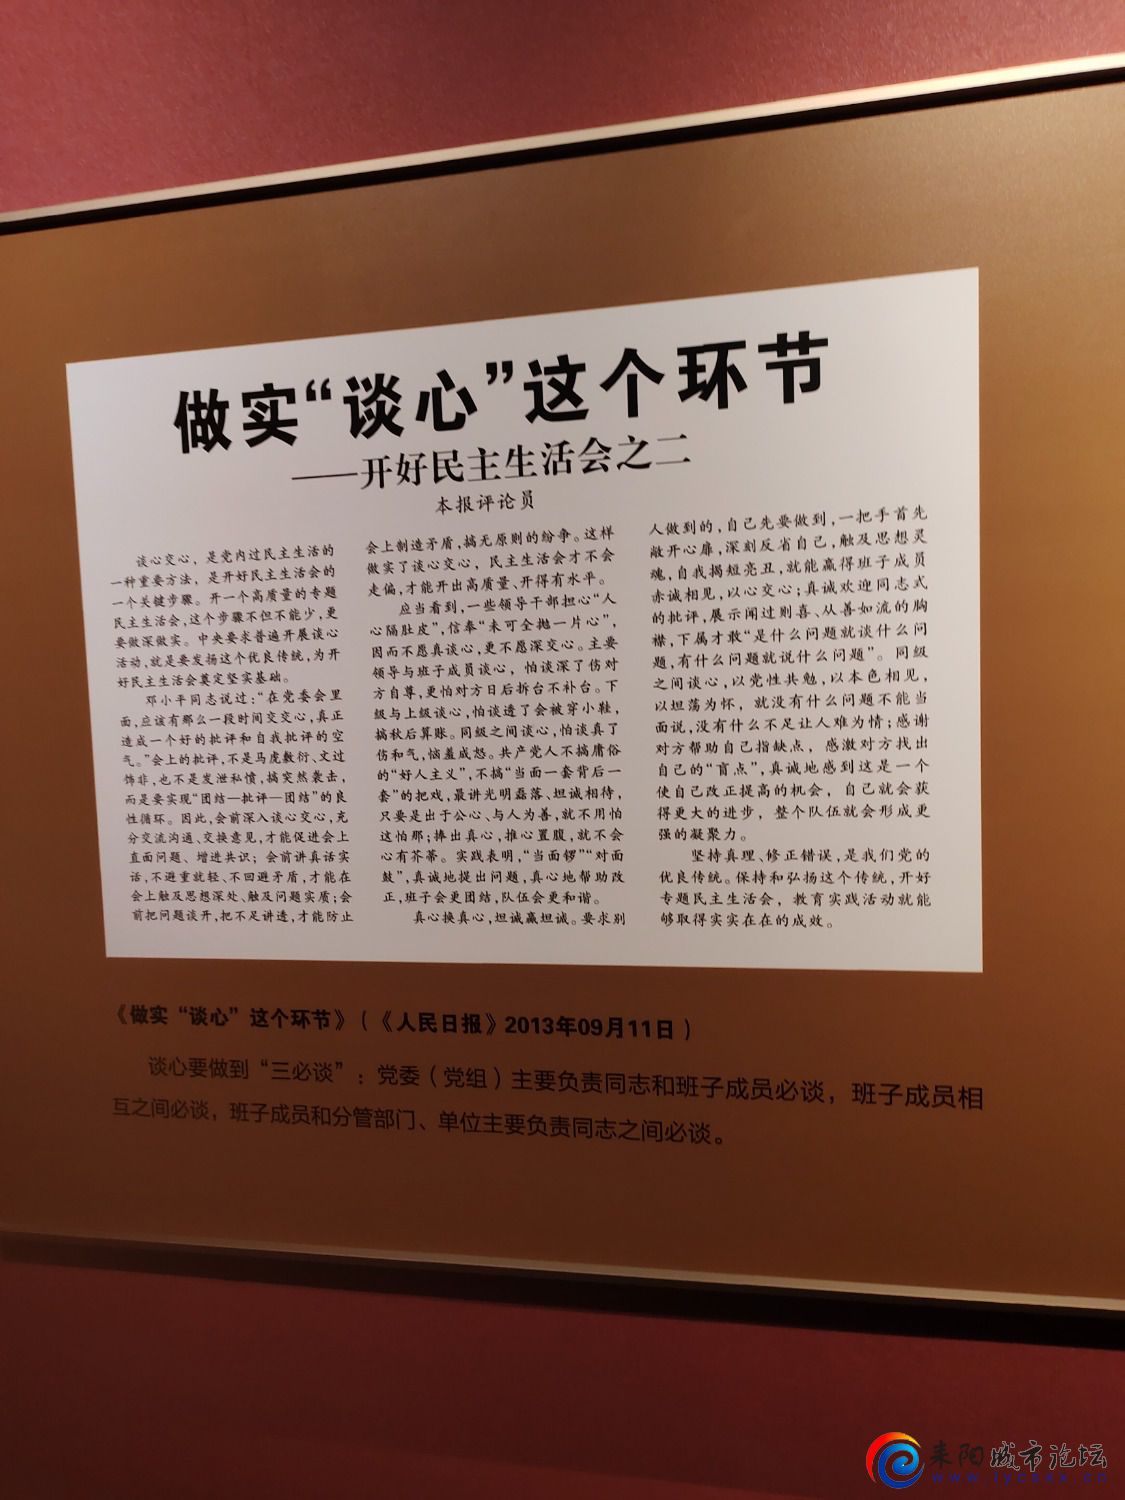 做实“谈心”这个环节
——开好民主生活会之二
本报评论员
谈心交心，是党内过民主生活的
一种重要方法，是开好民主生活会的
一个关键步骤。开一个高质量的专题
民主生活会，这个步骤不但不能少，更
要做深做实。中央要求普遍开展谈心
活动，就是要发扬这个优良传统，为开
好民主生活会奠定坚实基础。
邓小平同志说过：“在党委会里
面，应该有那么一段时间交交心，真正
造成一个好的批评和自我批评的空
气。”会上的批评，不是马虎敷衍、文过
饰非，也不是发泄私愤，搞突然袭击，
而是要实现“团结—批评—团结”的良
性循环。因此，会前深入谈心交心，充
分交流沟通、交换意见，才能促进会上
直面问题、增进共识；会前讲真话实
话，不避重就轻、不回避矛盾，才能在
会上触及思想深处、触及问题实质；会
前把问题谈开，把不足讲透，才能防止
会上制造矛盾，搞无原则的纷争。这样
做实了谈心交心，民主生活会才不会
走偏，才能开出高质量、开得有水平。
应当看到，一些领导干部担心“人
心隔肚皮”，信奉“未可全抛一片心”，
因而不愿真谈心，更不愿深交心。主要
领导与班子成员谈心，怕谈深了伤对
方自尊，更怕对方日后拆台不补台。下
级与上级谈心，怕谈透了会被穿小鞋，
搞秋后算账。同级之间谈心，怕谈真了
伤和气，恼羞成怒。共产党人不搞庸俗
的“好人主义”，不搞“当面一套背后一
套”的把戏，最讲光明磊落、坦诚相待，
只要是出于公心、与人为善，就不用怕
这怕那；捧出真心，推心置腹，就不会
心有芥蒂。实践表明，“当面锣”“对面
鼓”，真诚地提出问题，真心地帮助改
正，班子会更团结，队伍会更和谐。
真心换真心，坦诚赢坦诚。要求别
人做到的，自己先要做到，一把手首先
敞开心扉，深刻反省自己，触及思想灵
魂，自我揭短亮丑，就能赢得班子成员
赤诚相见，以心交心；真诚欢迎同志式
的批评，展示闻过则喜、从善如流的胸
襟，下属才敢“是什么问题就谈什么问
题，有什么问题就说什么问题”。同级
之间谈心，以党性共勉，以本色相见，
以坦荡为怀，就没有什么问题不能当
面说，没有什么不足让人难为情；感谢
对方帮助自己指缺点，感激对方找出
自己的“盲点”，真诚地感到这是一个
使自己改正提高的机会，自己就会获
得更大的进步，整个队伍就会形成更
强的凝聚力。
坚持真理、修正错误，是我们党的
优良传统。保持和弘扬这个传统，开好
专题民主生活会，教育实践活动就能
够取得实实在在的成效。
《做实“谈心”这个环节》（《人民日报》2013年09月11日）
谈心要做到“三必谈”：党委（党组）主要负责同志和班子成员必谈，班子成员相
互之间必谈，班子成员和分管部门、单位主要负责同志之间必谈。
耒阳城市论坛